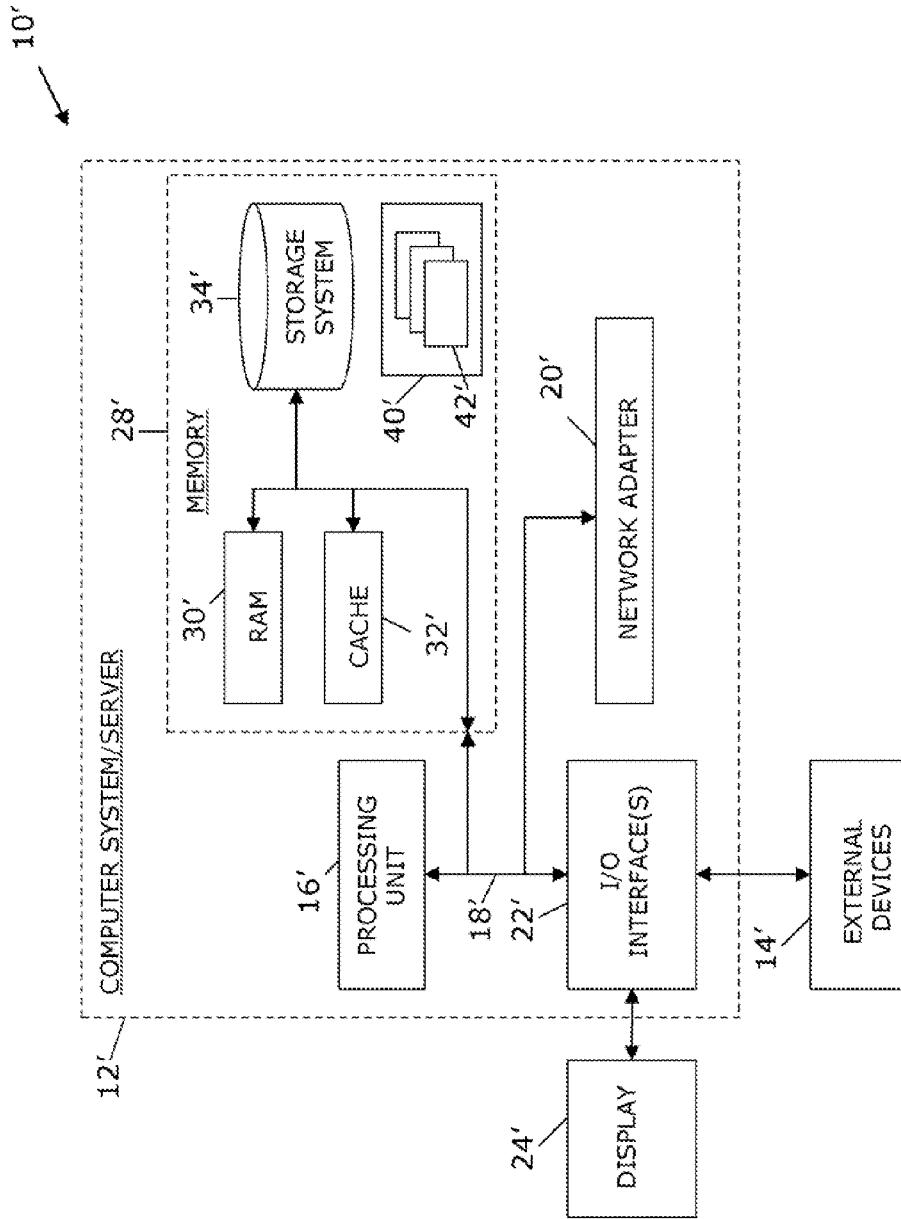 10′
COMPUTER SYSTEM/SERVER
12′
28′
MEMORY
34′
STORAGE
SYSTEM
30′
RAM
CACHE
32′
40′
42′
16′
PROCESSING
UNIT
18′
20′
NETWORK ADAPTER
22′
I/O
INTERFACE(S)
24′
DISPLAY
14′
EXTERNAL
DEVICES